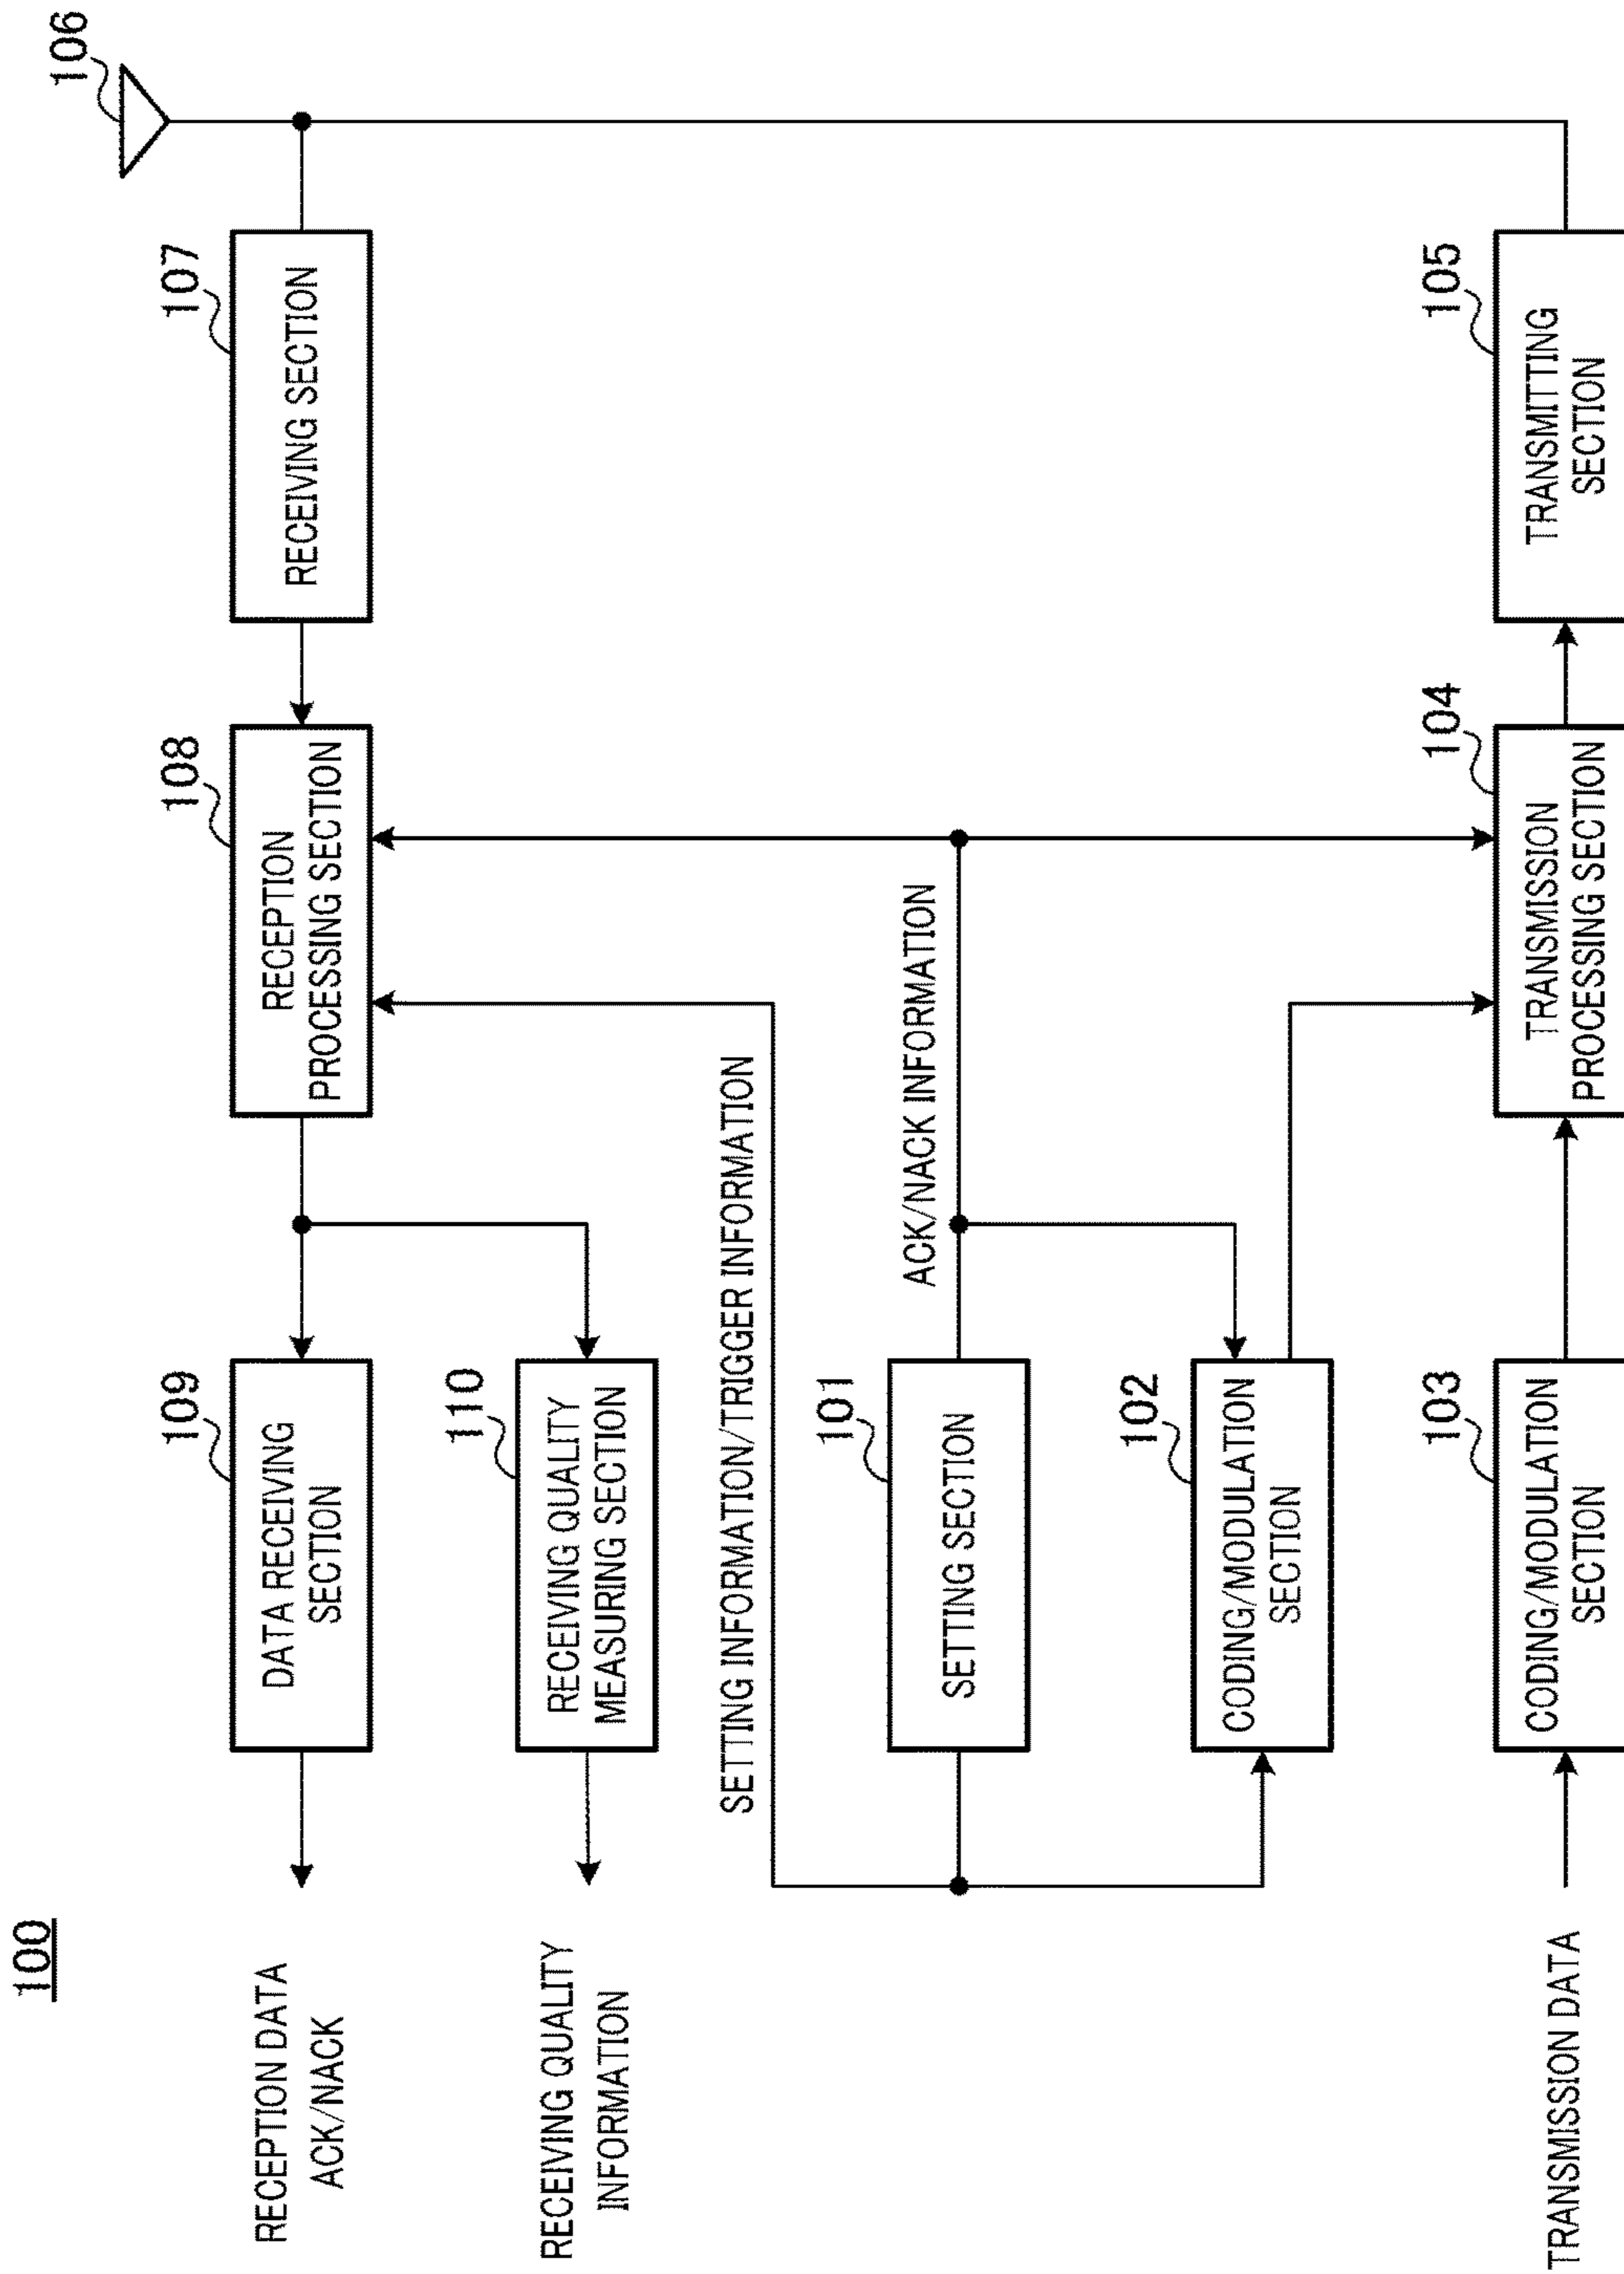 100
106
RECEPTION DATA
ACK/NACK
109
DATA RECEIVING
SECTION
108
RECEPTION
PROCESSING SECTION
107
RECEIVING SECTION
RECEIVING QUALITY
INFORMATION
110
RECEIVING QUALITY
MEASURING SECTION
SETTING INFORMATION/TRIGGER INFORMATION
101
SETTING SECTION
ACK/NACK INFORMATION
102
CODING/MODULATION
SECTION
TRANSMISSION DATA
103
CODING/MODULATION
SECTION
104
TRANSMISSION
PROCESSING SECTION
105
TRANSMITTING
SECTION